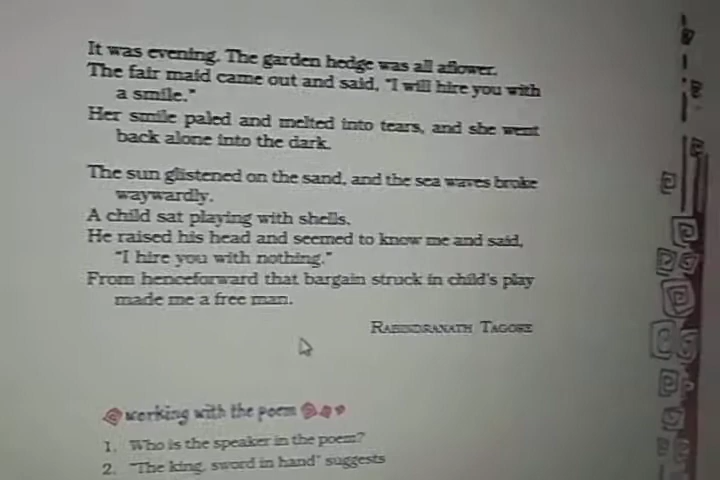 It was evening. The garden hedge was all aflower.
The fair maid came out and said, "I will hire you with
a smile."
Her smile paled and melted into tears, and she went
back alone into the dark.
The sun glistened on the sand, and the sea waves broke
waywardly.
A child sat playing with shells.
He raised his head and seemed to know me and said,
"I hire you with nothing."
From henceforward that bargain struck in child's play
made me a free man.
RABINDRANATH TAGORE
working with the poem
1. Who is the speaker in the poem?
2. "The king, sword in hand" suggests